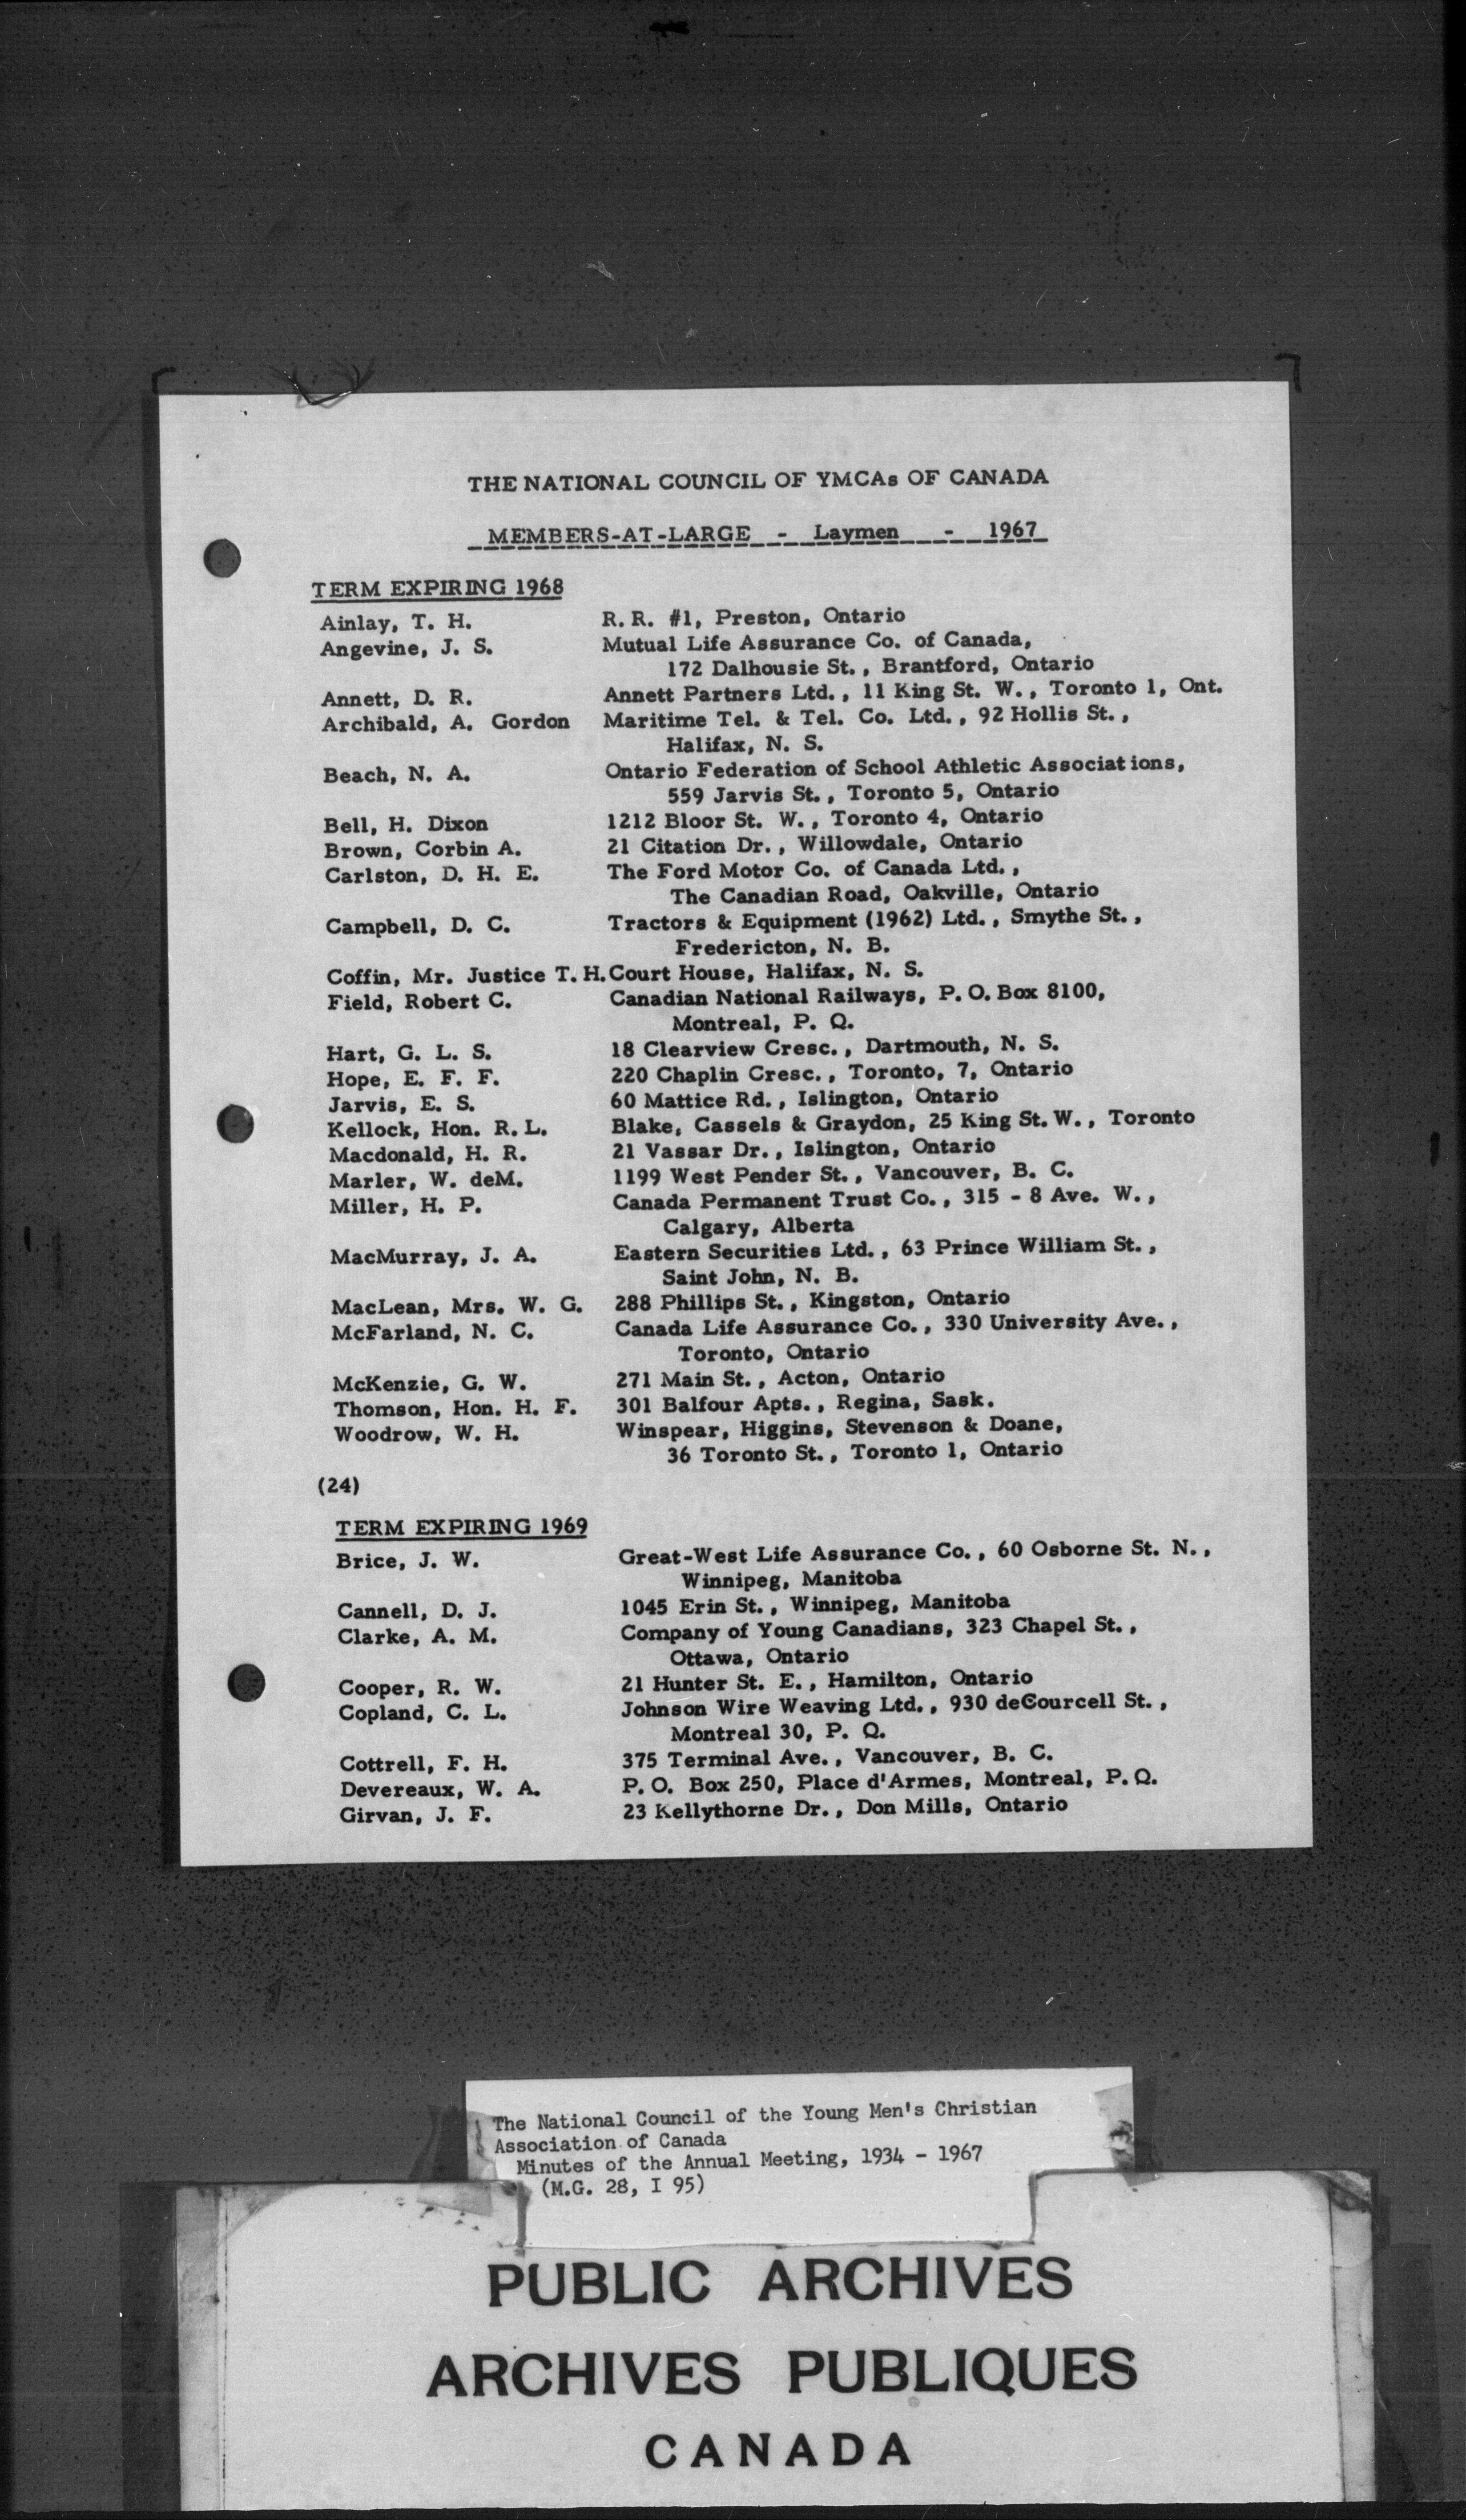 THE NATIONAL COUNCIL OF YMCAs OF CANADA
MEMBERS-AT-LARGE - Laymen - 1967
TERM EXPIRING 1968
Ainlay, T. H. R. R. #1, Preston, Ontario
Angevine, J. S. Mutual Life Assurance Co. of Canada,
172 Dalhousie St., Brantford, Ontario
Annett, D. R. Annett Partners Ltd., 11 King St. W., Toronto 1, Ont.
Archibald, A. Gordon Maritime Tel. & Tel. Co. Ltd., 92 Hollis St.,
Halifax, N. S.
Beach, N. A. Ontario Federation of School Athletic Associations,
559 Jarvis St., Toronto 5, Ontario
Bell, H. Dixon 1212 Bloor St. W., Toronto 4, Ontario
Brown, Corbin A. 21 Citation Dr., Willowdale, Ontario
Carlston, D. H. E. The Ford Motor Co. of Canada Ltd.,
The Canadian Road, Oakville, Ontario
Campbell, D. C. Tractors & Equipment (1962) Ltd., Smythe St.,
Fredericton, N. B.
Coffin, Mr. Justice T. H. Court House, Halifax, N. S.
Field, Robert C. Canadian National Railways, P. O. Box 8100,
Montreal, P. Q.
Hart, G. L. S. 18 Clearview Cresc., Dartmouth, N. S.
Hope, E. F. F. 220 Chaplin Cresc., Toronto, 7, Ontario
Jarvis, E. S. 60 Mattice Rd., Islington, Ontario
Kellock, Hon. R. L. Blake, Cassels & Graydon, 25 King St. W., Toronto
Macdonald, H. R. 21 Vassar Dr., Islington, Ontario
Marler, W. deM. 1199 West Pender St., Vancouver, B. C.
Miller, H. P. Canada Permanent Trust Co., 315 - 8 Ave. W.,
Calgary, Alberta
MacMurray, J. A. Eastern Securities Ltd., 63 Prince William St.,
Saint John, N. B.
MacLean, Mrs. W. G. 288 Phillips St., Kingston, Ontario
McFarland, N. C. Canada Life Assurance Co., 330 University Ave.,
Toronto, Ontario
McKenzie, G. W. 271 Main St., Acton, Ontario
Thomson, Hon. H. F. 301 Balfour Apts., Regina, Sask.
Woodrow, W. H. Winspear, Higgins, Stevenson & Doane,
36 Toronto St., Toronto 1, Ontario
(24)
TERM EXPIRING 1969
Brice, J. W. Great-West Life Assurance Co., 60 Osborne St. N.,
Winnipeg, Manitoba
Cannell, D. J. 1045 Erin St., Winnipeg, Manitoba
Clarke, A. M. Company of Young Canadians, 323 Chapel St.,
Ottawa, Ontario
Cooper, R. W. 21 Hunter St. E., Hamilton, Ontario
Copland, C. L. Johnson Wire Weaving Ltd., 930 deCourcell St.,
Montreal 30, P. Q.
Cottrell, F. H. 375 Terminal Ave., Vancouver, B. C.
Devereaux, W. A. P. O. Box 250, Place d'Armes, Montreal, P. Q.
Girvan, J. F. 23 Kellythorne Dr., Don Mills, Ontario
The National Council of the Young Men's Christian
Association of Canada
Minutes of the Annual Meeting, 1934 - 1967
(M.G. 28, I 95)
PUBLIC ARCHIVES
ARCHIVES PUBLIQUES
CANADA